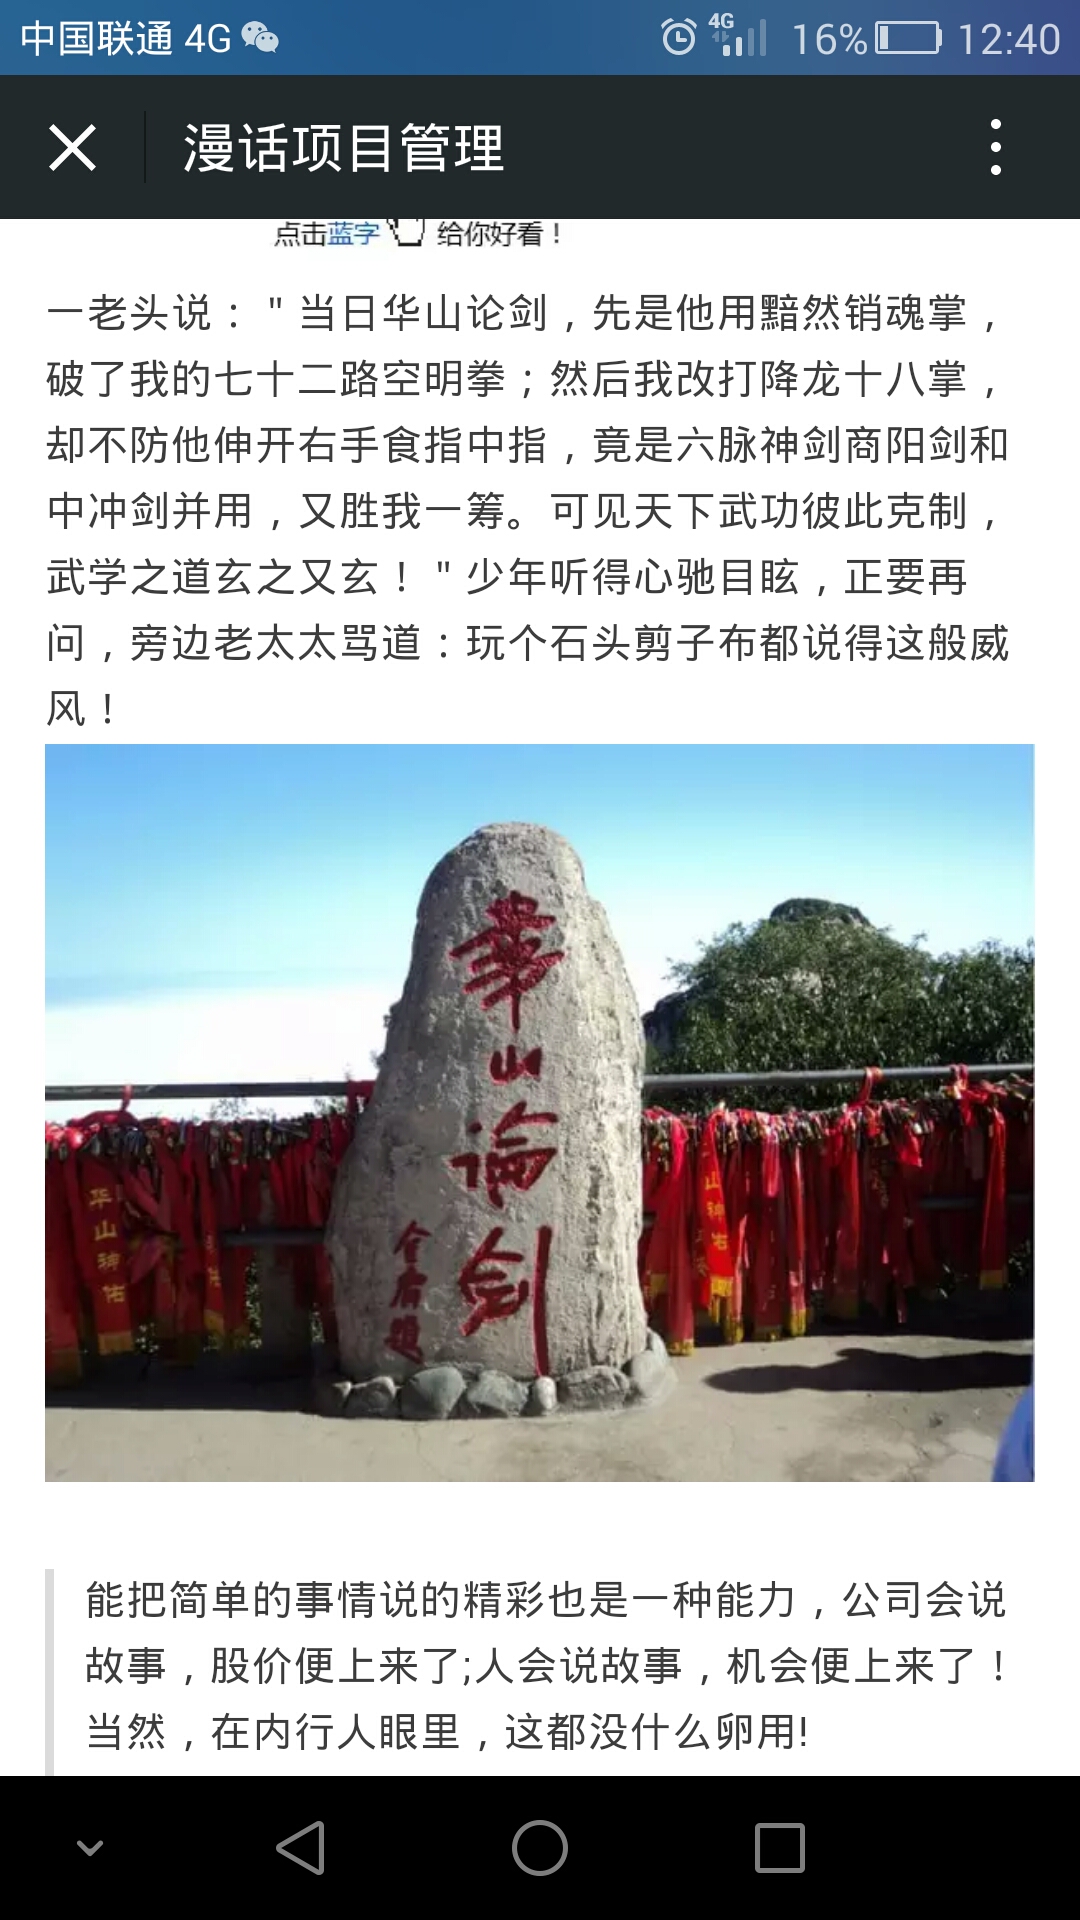 中国联通 4G
4G
16%
12:40
漫话项目管理
点击蓝字 给你好看！
一老头说："当日华山论剑，先是他用黯然销魂掌，
破了我的七十二路空明拳；然后我改打降龙十八掌，
却不防他伸开右手食指中指，竟是六脉神剑商阳剑和
中冲剑并用，又胜我一筹。可见天下武功彼此克制，
武学之道玄之又玄！"少年听得心驰目眩，正要再
问，旁边老太太骂道：玩个石头剪子布都说得这般威
风！
華山论剑
金庸题
华山神佑
山神佑
能把简单的事情说的精彩也是一种能力，公司会说
故事，股价便上来了;人会说故事，机会便上来了！
当然，在内行人眼里，这都没什么卵用!